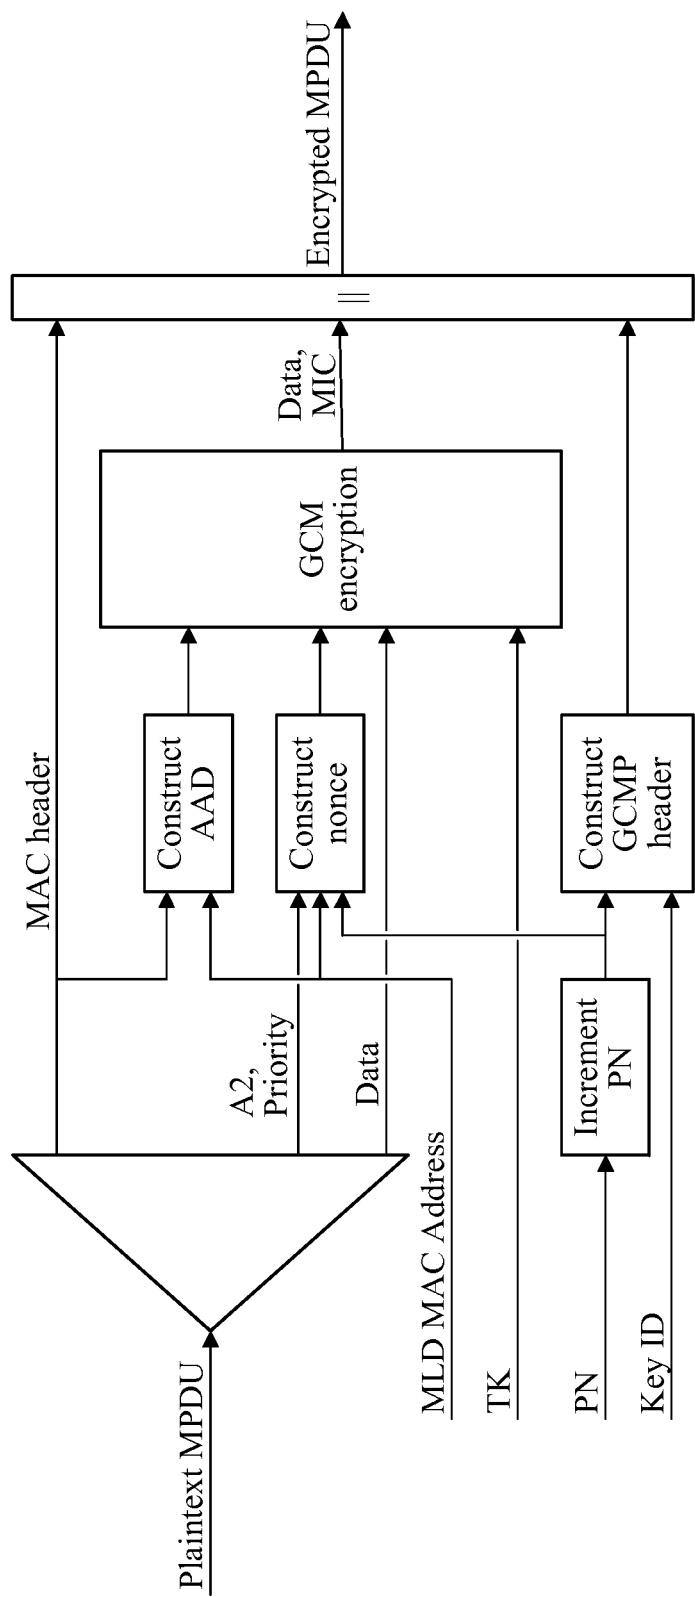 Plaintext MPDU
MAC header
A2,
Priority
Data
MLD MAC Address
TK
PN
Key ID
Increment
PN
Construct
AAD
Construct
nonce
Construct
GCMP
header
GCM
encryption
Data,
MIC
||
Encrypted MPDU